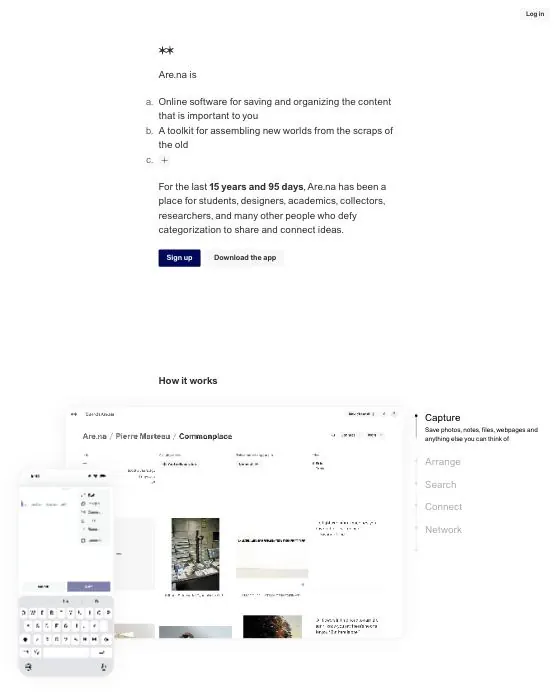 Log in
**
Are.na is
a. Online software for saving and organizing the content
that is important to you
b. A toolkit for assembling new worlds from the scraps of
the old
c. +
For the last 15 years and 95 days, Are.na has been a
place for students, designers, academics, collectors,
researchers, and many other people who defy
categorization to share and connect ideas.
Sign up
Download the app
How it works
Are.na / Pierre Marteau / Commonplace
Capture
Save photos, notes, files, webpages and
anything else you can think of
Arrange
Search
Connect
Network